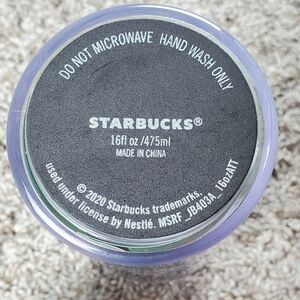 DO NOT MICROWAVE HAND WASH ONLY
STARBUCKS®
16fl oz /475ml
MADE IN CHINA
© 2020 Starbucks trademarks,
used under license by Nestlé. MSRF_JB403A_16ozATT